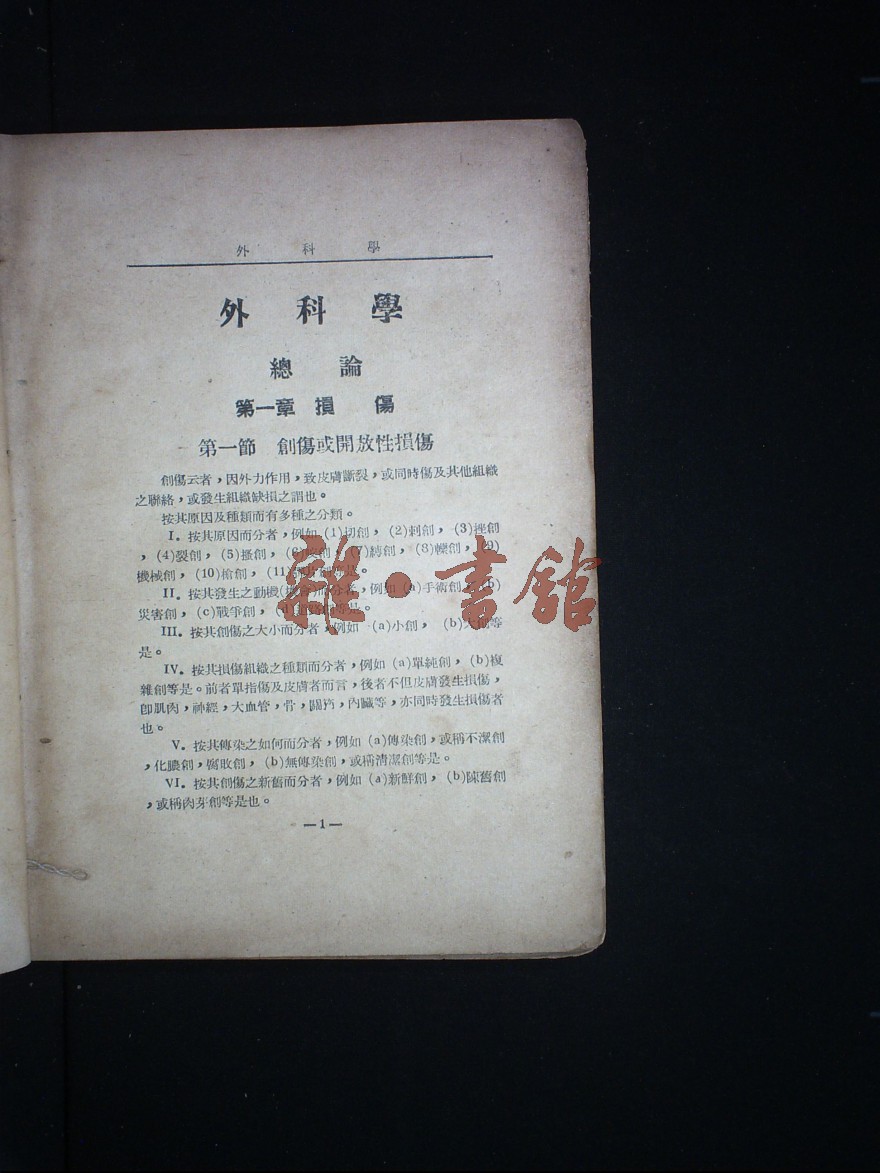 外科學
外科學
總論
第一章 損傷
第一節 創傷或開放性損傷
創傷云者，因外力作用，致皮膚斷裂，或同時傷及其他組織
之聯絡，或發生組織缺損之謂也。
按其原因及種類而有多種之分類。
I. 按其原因而分者，例如 (1)切創，(2)刺創，(3)挫創
，(4)裂創，(5)搔創，(6)創，(7)縳創，(8)轢創，(9)
機械創，(10)槍創，(11)
II. 按其發生之動機分者，例如 (a)手術創，(b)
災害創，(c)戰爭創，(d)等是。
III. 按其創傷之大小而分者，例如 (a)小創， (b)大創等
是。
IV. 按其損傷組織之種類而分者，例如 (a)單純創，(b)複
雜創等是。前者單指傷及皮膚者而言，後者不但皮膚發生損傷，
卽肌肉，神經，大血管，骨，關節，內臟等，亦同時發生損傷者
也。
V. 按其傳染之如何而分者，例如 (a)傳染創，或稱不潔創
，化膿創，腐敗創，(b)無傳染創，或稱清潔創等是。
VI. 按其創傷之新舊而分者，例如 (a)新鮮創， (b)陳舊創
，或稱肉芽創等是也。
—1—
雜·書館